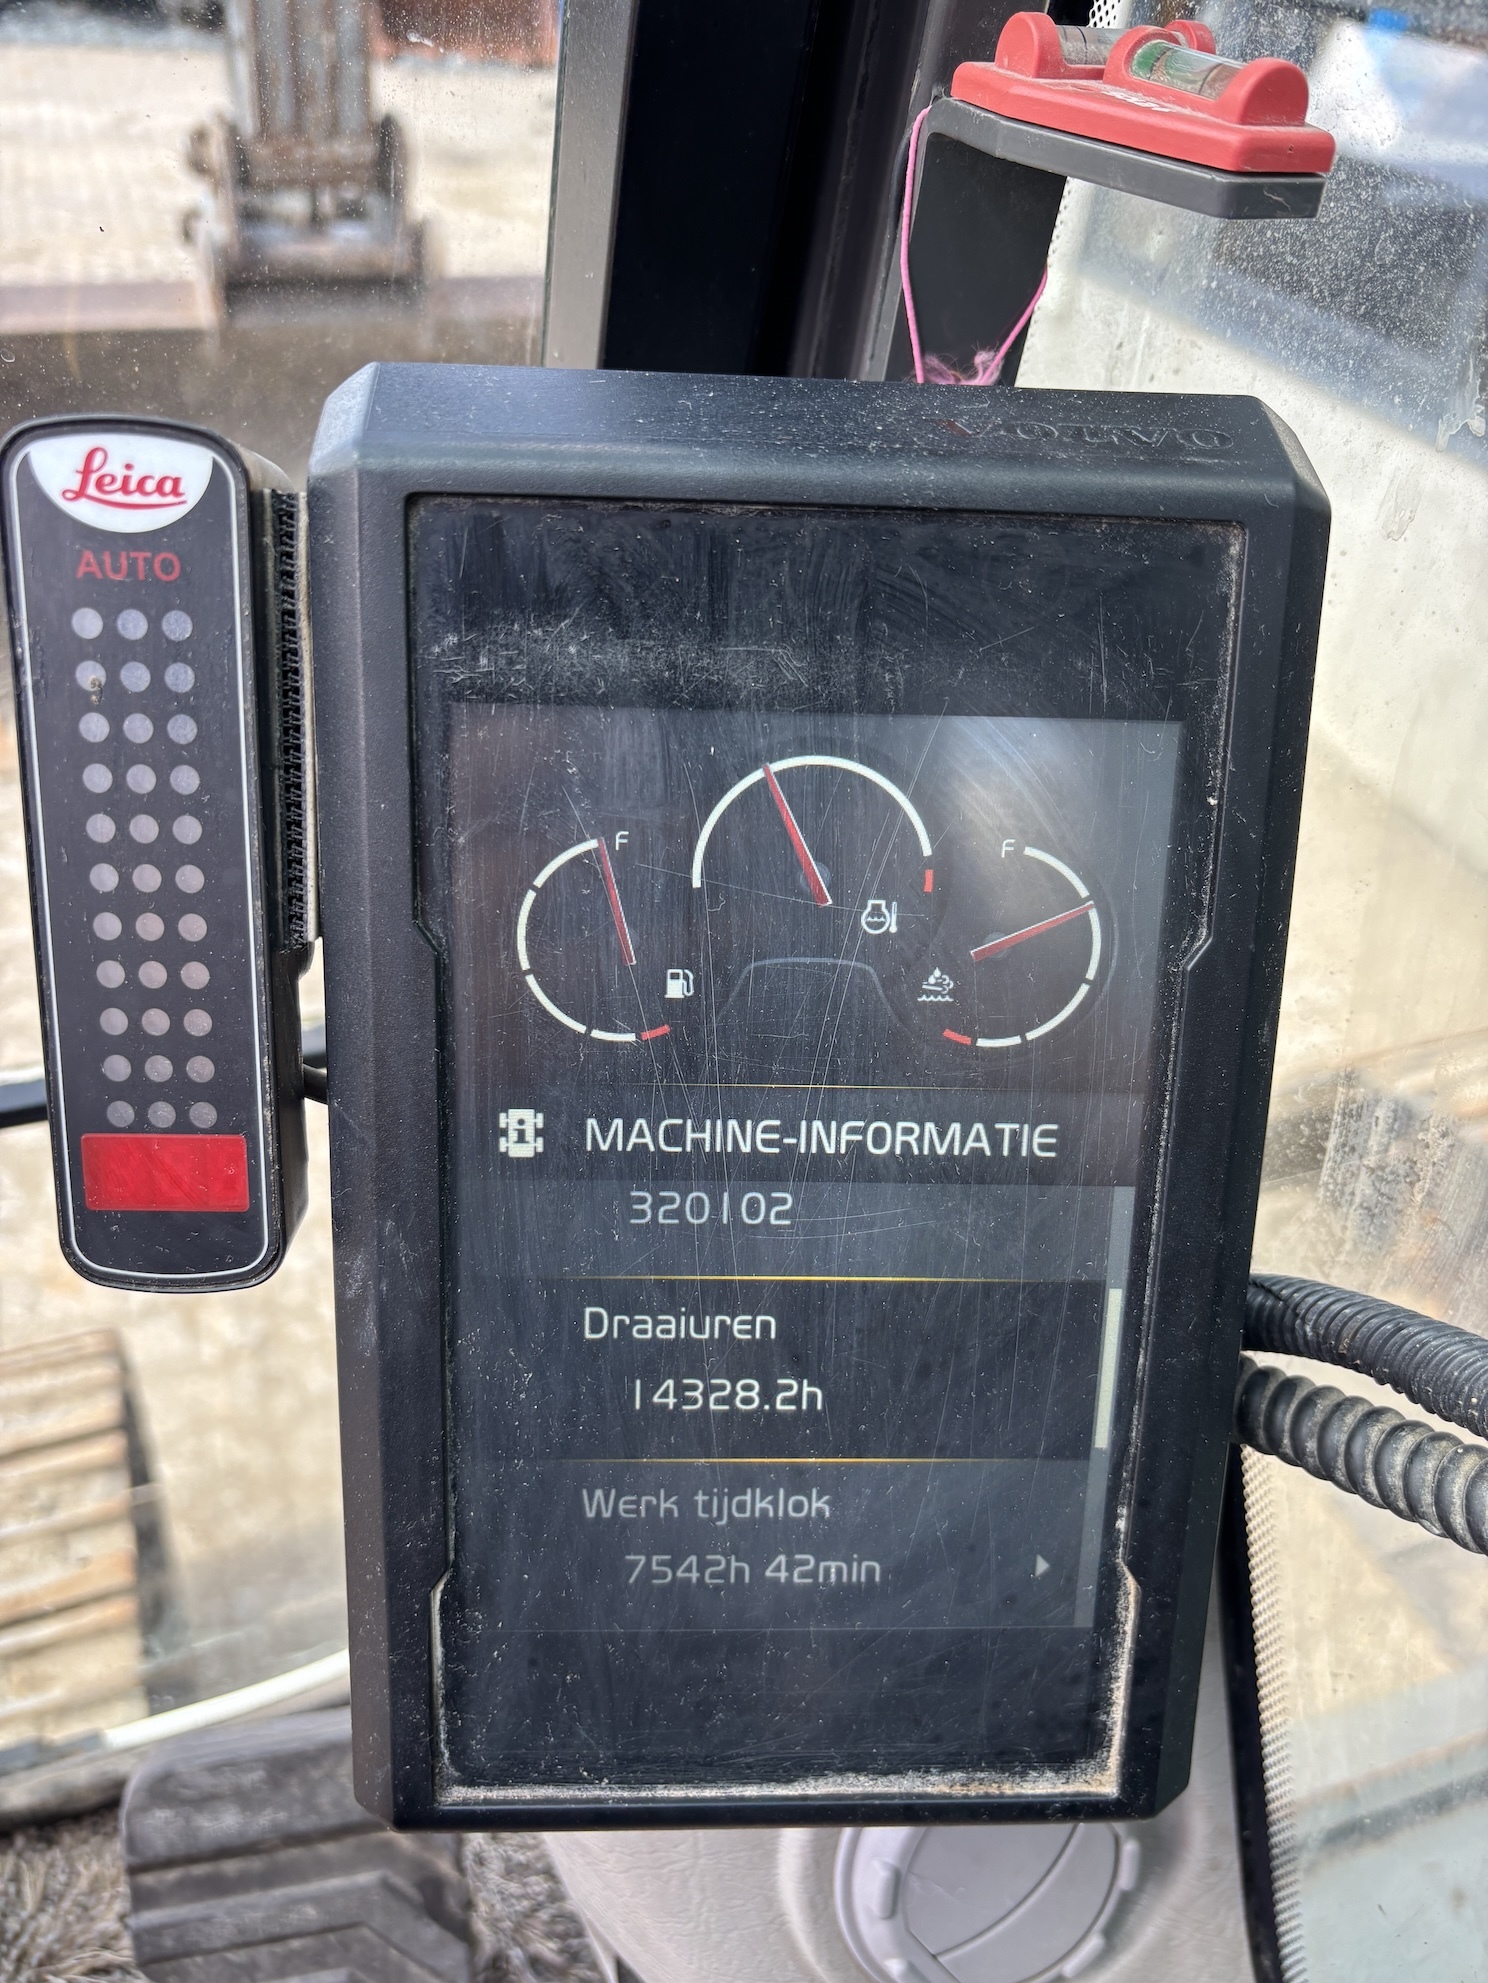 Leica
AUTO
F
F
MACHINE-INFORMATIE
320102
Draaiuren
14328.2h
Werk tijdklok
7542h 42min